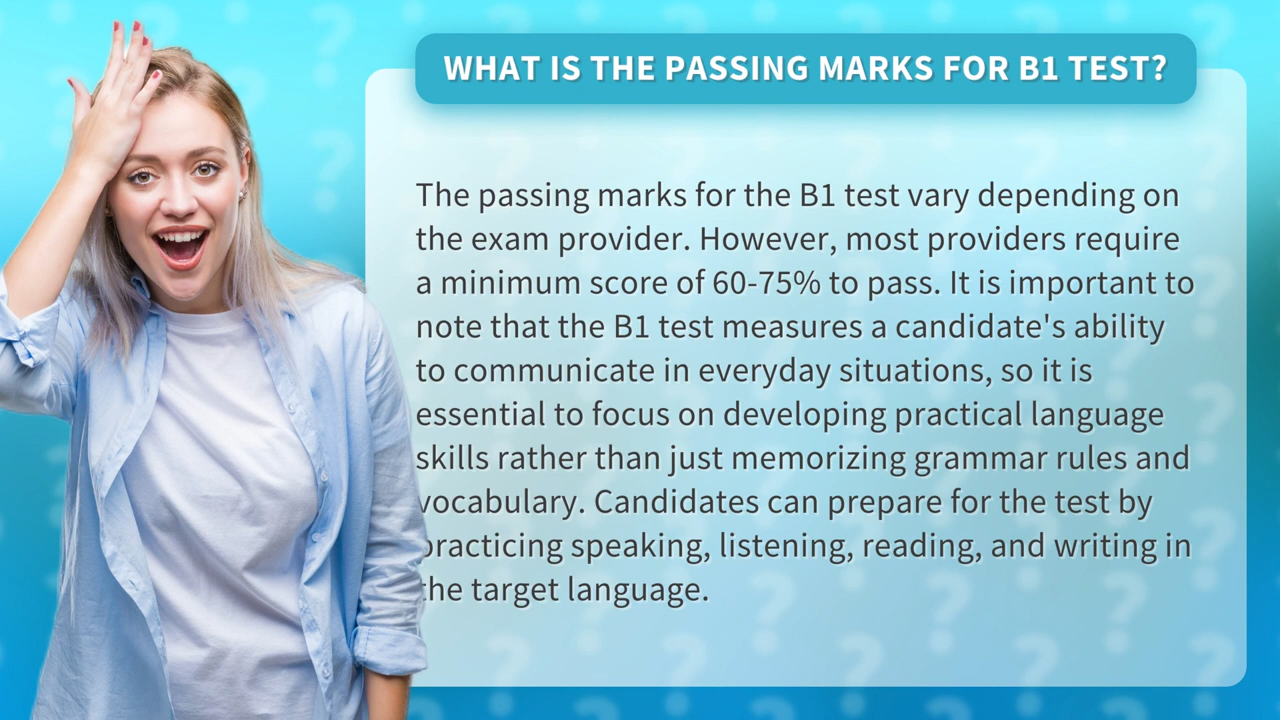 WHAT IS THE PASSING MARKS FOR B1 TEST?
The passing marks for the B1 test vary depending on
the exam provider. However, most providers require
a minimum score of 60-75% to pass. It is important to
note that the B1 test measures a candidate's ability
to communicate in everyday situations, so it is
essential to focus on developing practical language
skills rather than just memorizing grammar rules and
vocabulary. Candidates can prepare for the test by
practicing speaking, listening, reading, and writing in
the target language.